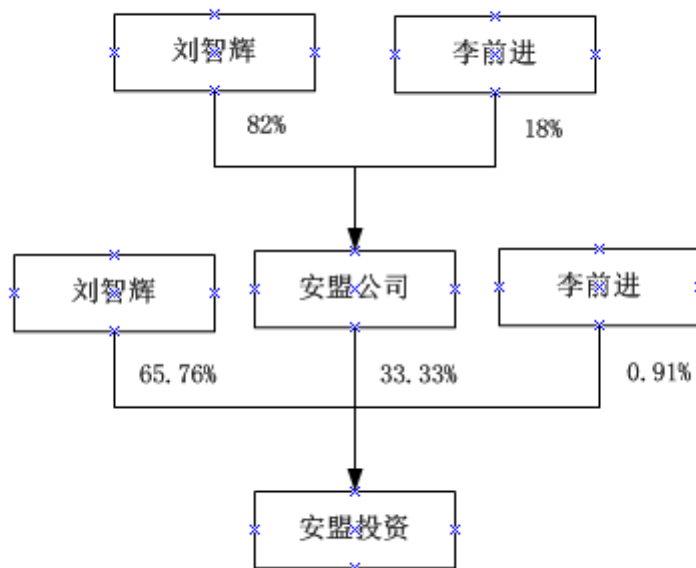 刘智辉
李前进
82%
18%
刘智辉
安盟公司
李前进
65.76%
33.33%
0.91%
安盟投资